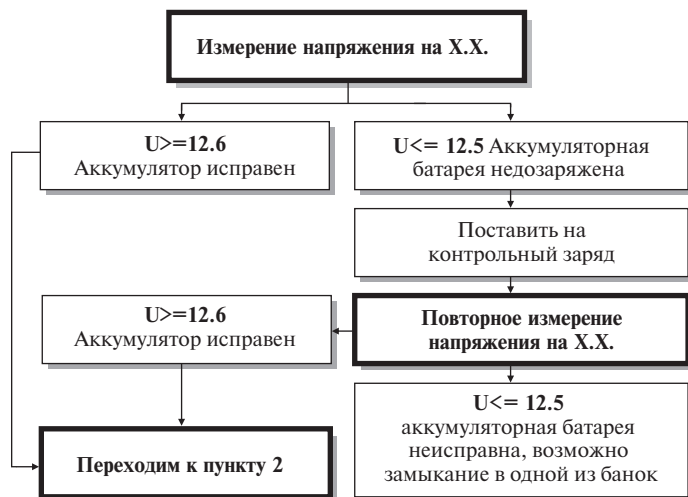 Измерение напряжения на Х.Х.
U>=12.6
Аккумулятор исправен
U<= 12.5 Аккумуляторная
батарея недозаряжена
Поставить на
контрольный заряд
U>=12.6
Аккумулятор исправен
Повторное измерение
напряжения на Х.Х.
U<= 12.5
аккумуляторная батарея
неисправна, возможно
замыкание в одной из банок
Переходим к пункту 2